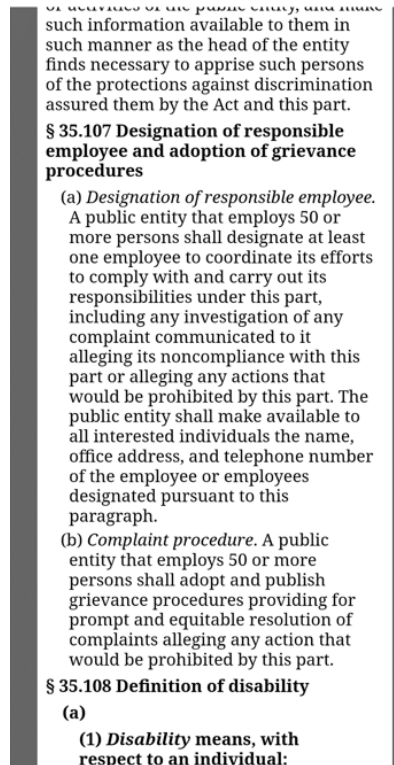 of activities of the public entity, and make
such information available to them in
such manner as the head of the entity
finds necessary to apprise such persons
of the protections against discrimination
assured them by the Act and this part.
§ 35.107 Designation of responsible
employee and adoption of grievance
procedures
(a) Designation of responsible employee.
A public entity that employs 50 or
more persons shall designate at least
one employee to coordinate its efforts
to comply with and carry out its
responsibilities under this part,
including any investigation of any
complaint communicated to it
alleging its noncompliance with this
part or alleging any actions that
would be prohibited by this part. The
public entity shall make available to
all interested individuals the name,
office address, and telephone number
of the employee or employees
designated pursuant to this
paragraph.
(b) Complaint procedure. A public
entity that employs 50 or more
persons shall adopt and publish
grievance procedures providing for
prompt and equitable resolution of
complaints alleging any action that
would be prohibited by this part.
§ 35.108 Definition of disability
(a)
(1) Disability means, with
respect to an individual: